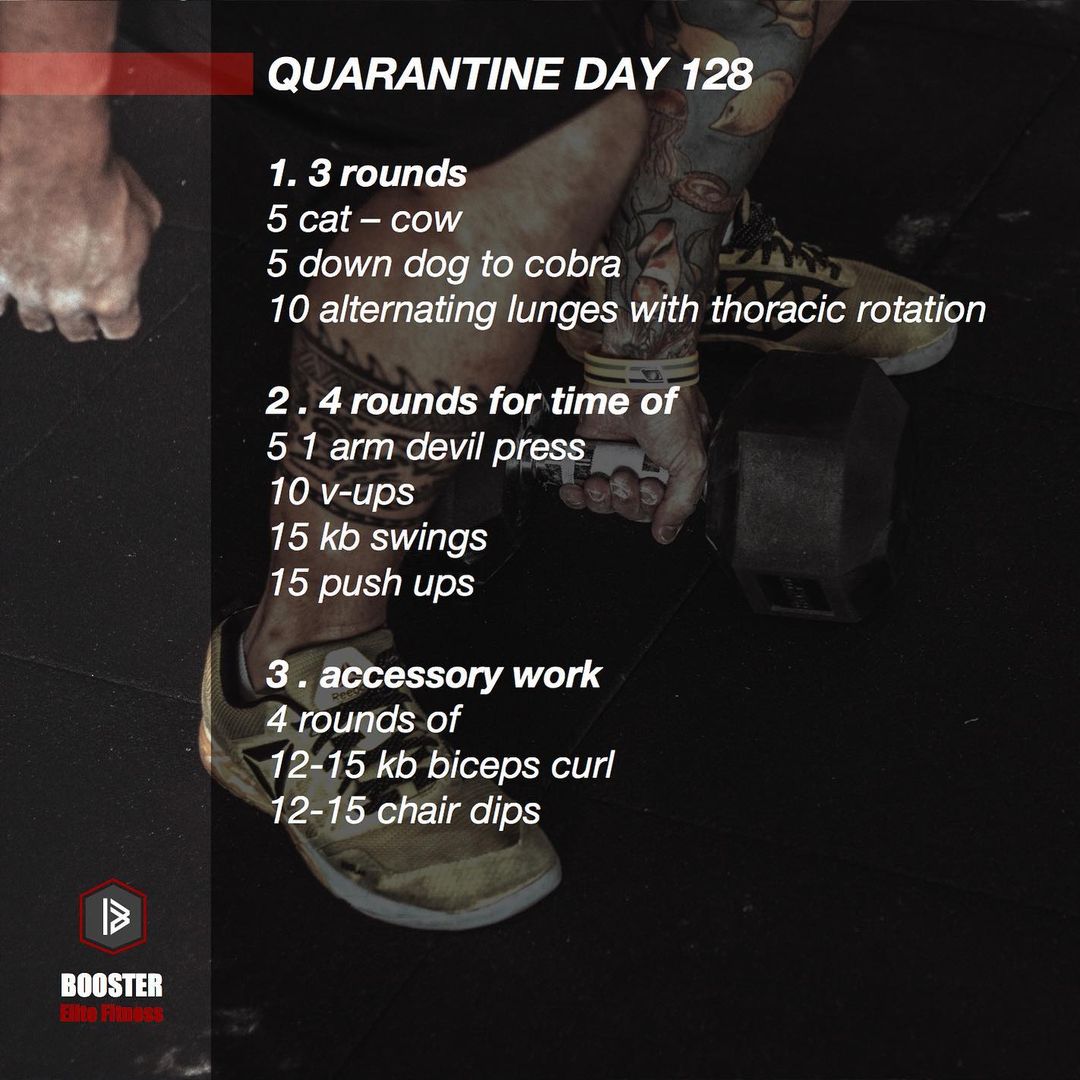 QUARANTINE DAY 128
1. 3 rounds
5 cat – cow
5 down dog to cobra
10 alternating lunges with thoracic rotation
2 . 4 rounds for time of
5 1 arm devil press
10 v-ups
15 kb swings
15 push ups
3 . accessory work
4 rounds of
12-15 kb biceps curl
12-15 chair dips
BOOSTER
Elite Fitness